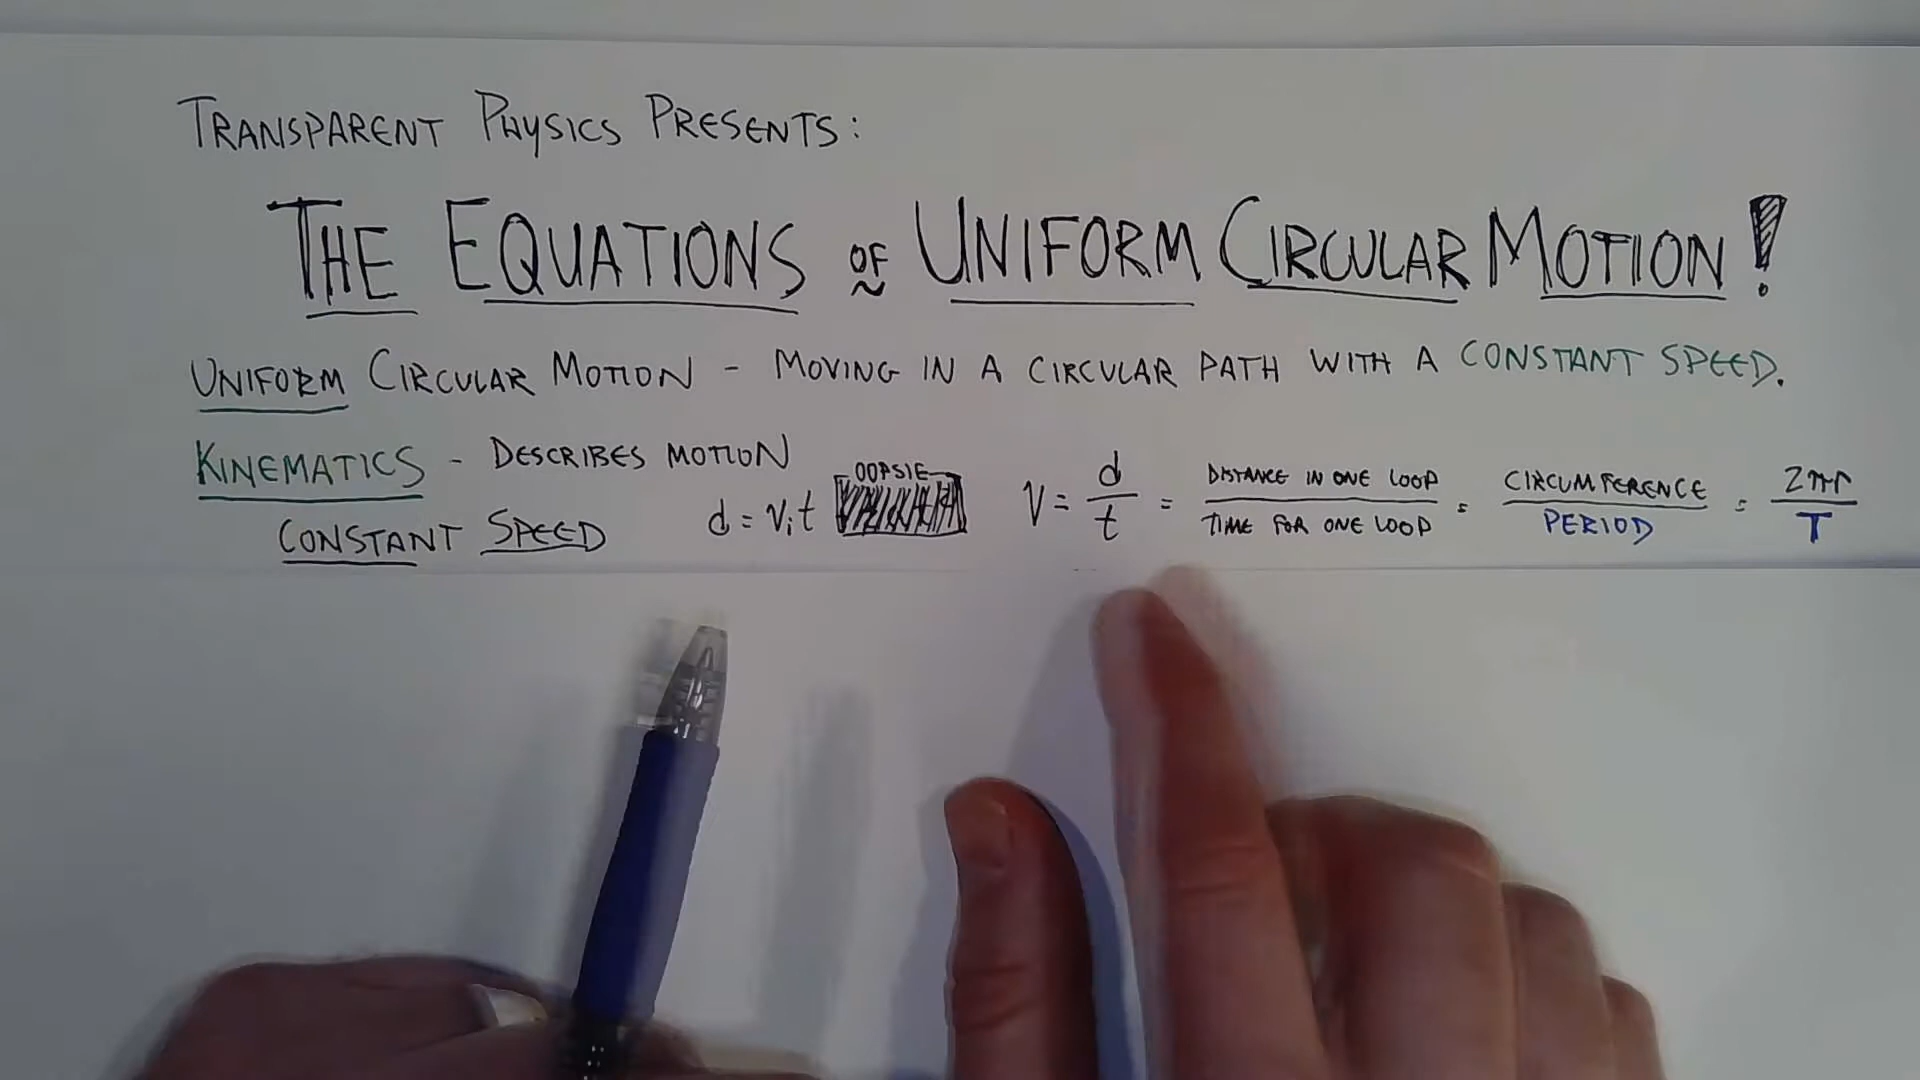 TRANSPARENT PHYSICS PRESENTS:
THE EQUATIONS OF UNIFORM CIRCULAR MOTION!
UNIFORM CIRCULAR MOTION - MOVING IN A CIRCULAR PATH WITH A CONSTANT SPEED.
KINEMATICS - DESCRIBES MOTION
CONSTANT SPEED d = vᵢt OOPSIE V = d/t = DISTANCE IN ONE LOOP / TIME FOR ONE LOOP = CIRCUMFERENCE / PERIOD = 2πr / T